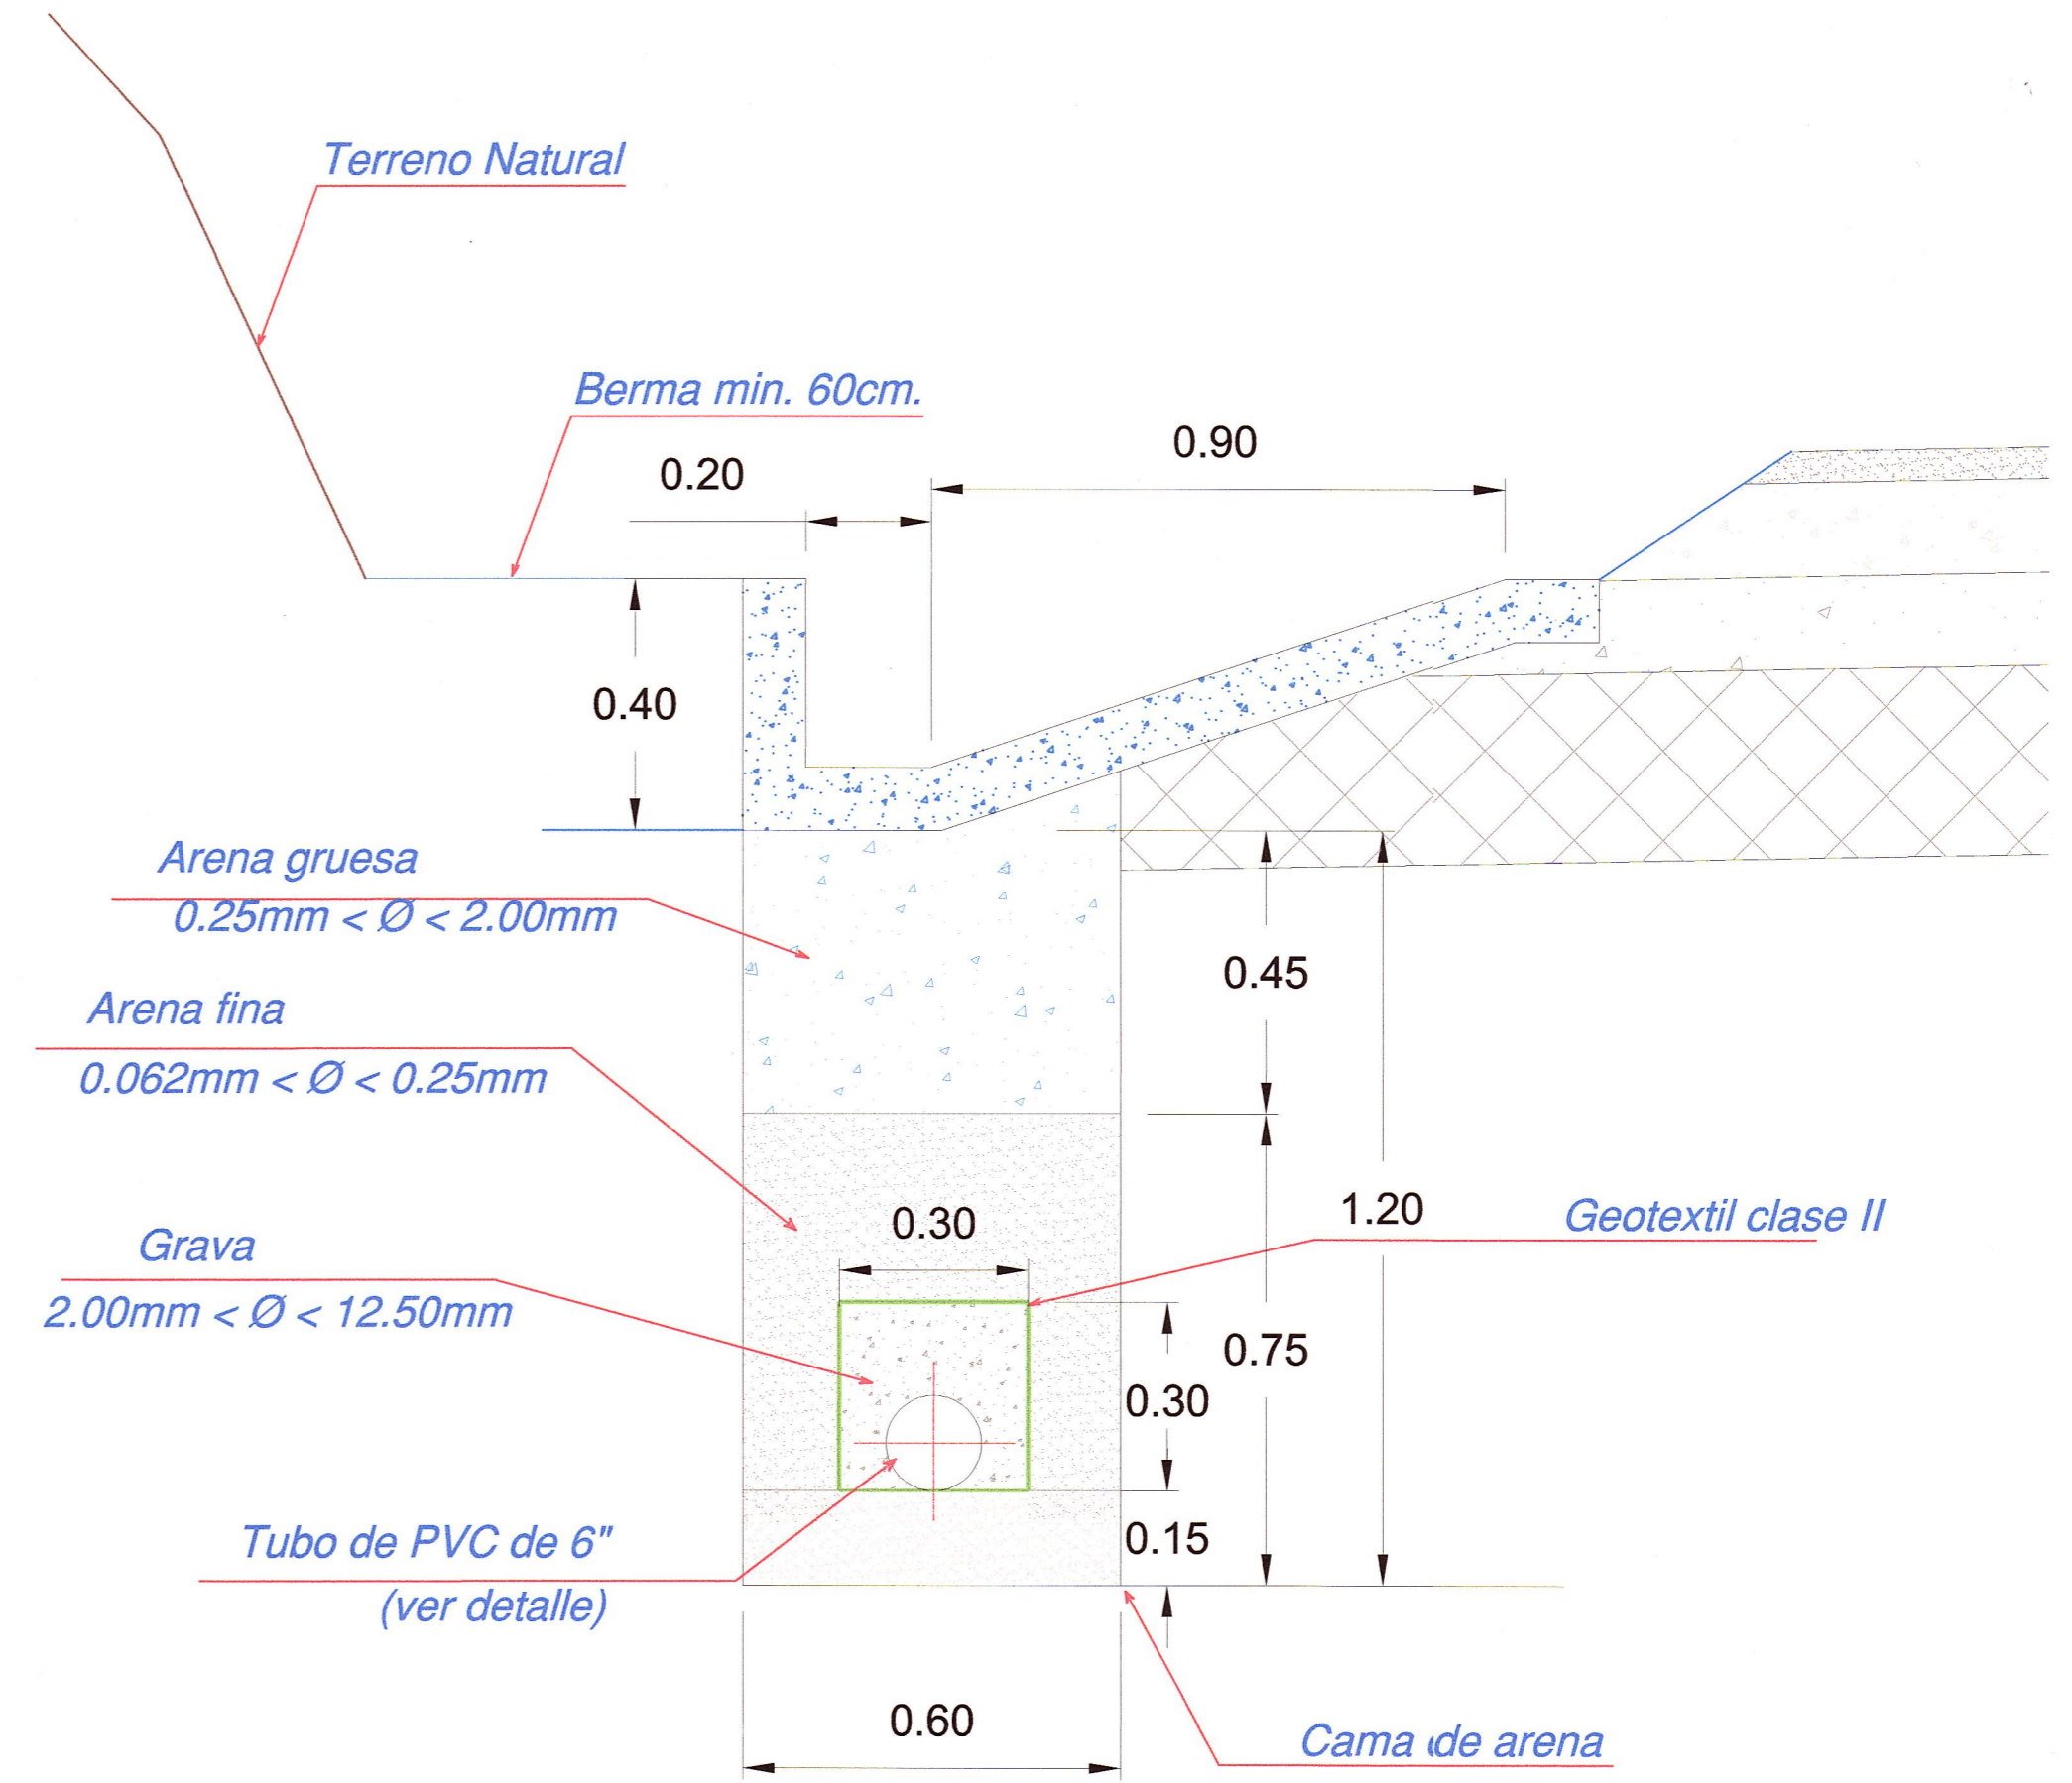 Terreno Natural
Berma min. 60cm.
0.20
0.90
0.40
Arena gruesa
0.25mm < Ø < 2.00mm
0.45
Arena fina
0.062mm < Ø < 0.25mm
0.30
1.20
Geotextil clase II
Grava
2.00mm < Ø < 12.50mm
0.75
0.30
0.15
Tubo de PVC de 6"
(ver detalle)
0.60
Cama de arena